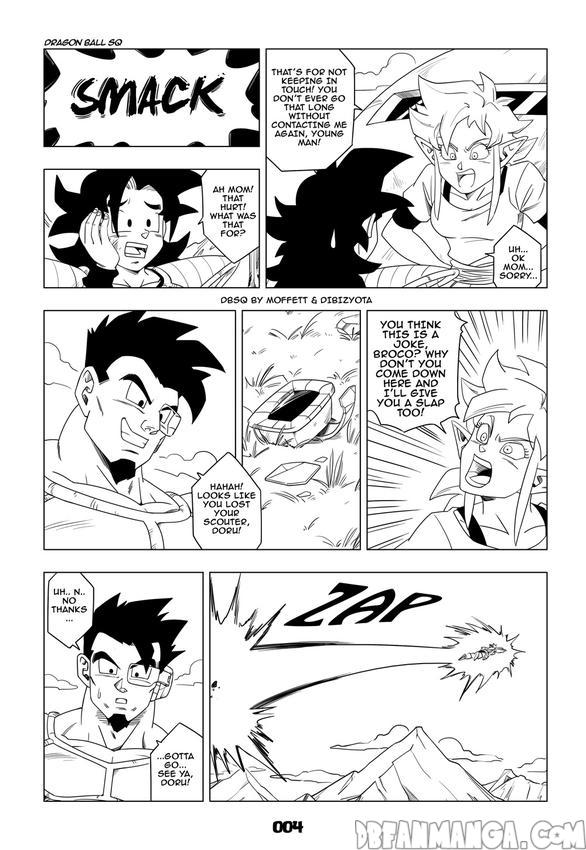 DRAGON BALL SQ
SMACK
THAT'S FOR NOT
KEEPING IN
TOUCH! YOU
DON'T EVER GO
THAT LONG
WITHOUT
CONTACTING ME
AGAIN, YOUNG
MAN!
UH...
OK
MOM...
SORRY...
AH MOM!
THAT
HURT!
WHAT WAS
THAT
FOR?
DBSQ BY MOFFETT & DIBIZYOTA
HAHAH!
LOOKS LIKE
YOU LOST
YOUR
SCOUTER,
DORU!
YOU THINK
THIS IS A
JOKE,
BROCO? WHY
DON'T YOU
COME DOWN
HERE AND
I'LL GIVE
YOU A SLAP
TOO!
UH.. N..
NO
THANKS
...
...GOTTA
GO...
SEE YA,
DORU!
ZAP
004
DBFANMANGA.COM